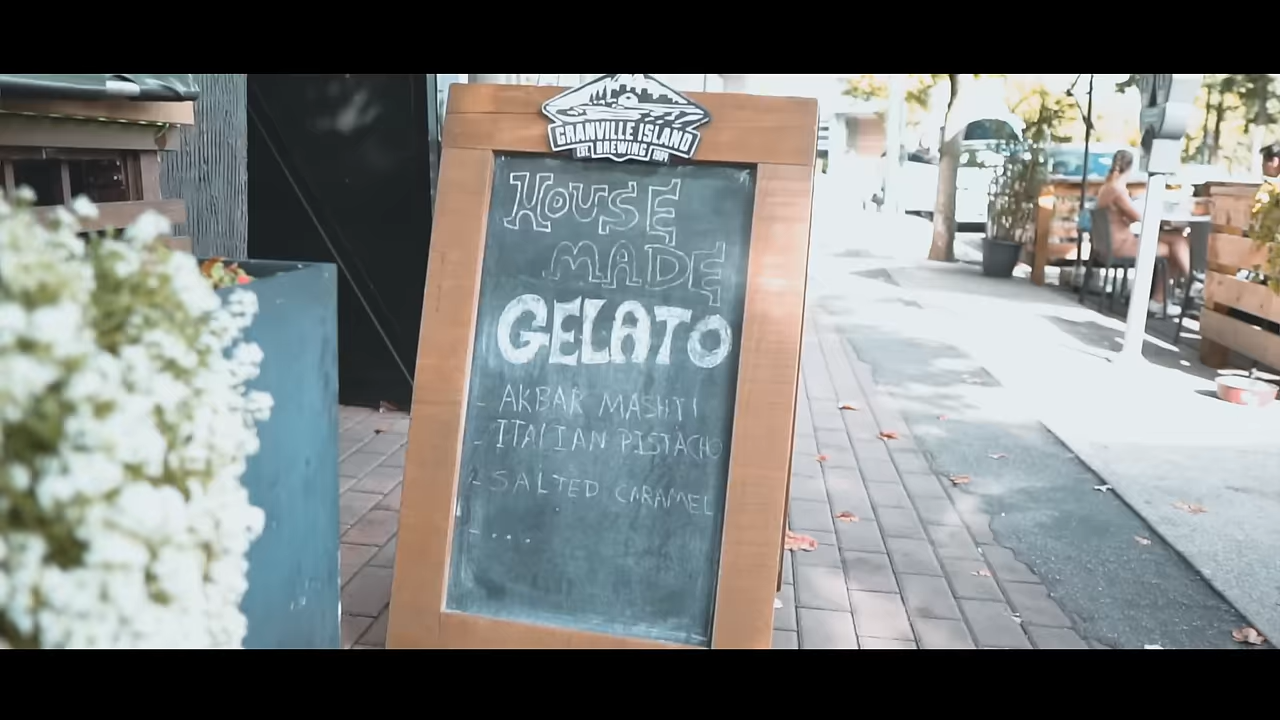 GRANVILLE ISLAND
EST. BREWING 1984
HOUSE
MADE
GELATO
- AKBAR MASHTI
- ITALIAN PISTACHO
- SALTED CARAMEL
- ...